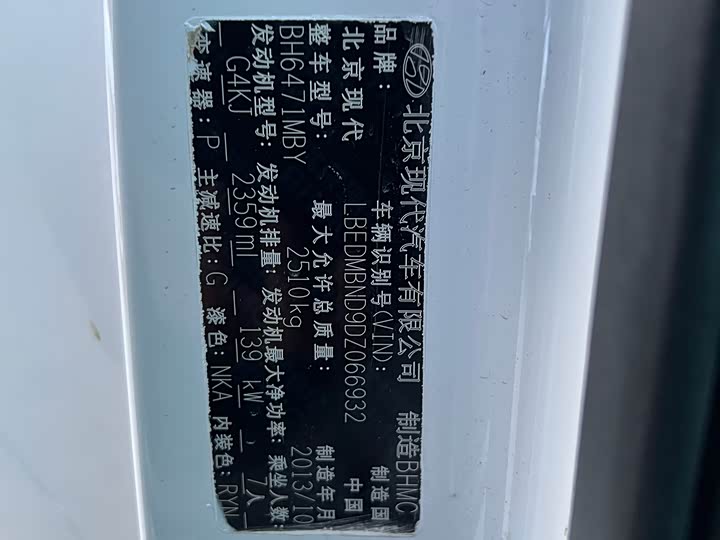 北京现代汽车有限公司 制造BHMC
品牌: 车辆识别号(VIN): 制造国
北京现代 LBEDMBND9DZ066932 中国
整车型号: 最大允许总质量: 制造年月
BH6471MBY 2510kg 2013/10
发动机型号: 发动机排量: 发动机最大净功率: 乘坐人数:
G4KJ 2359ml 139 kW 7人
变速器: P 主减速比: G 漆色: NKA 内装色: RYN